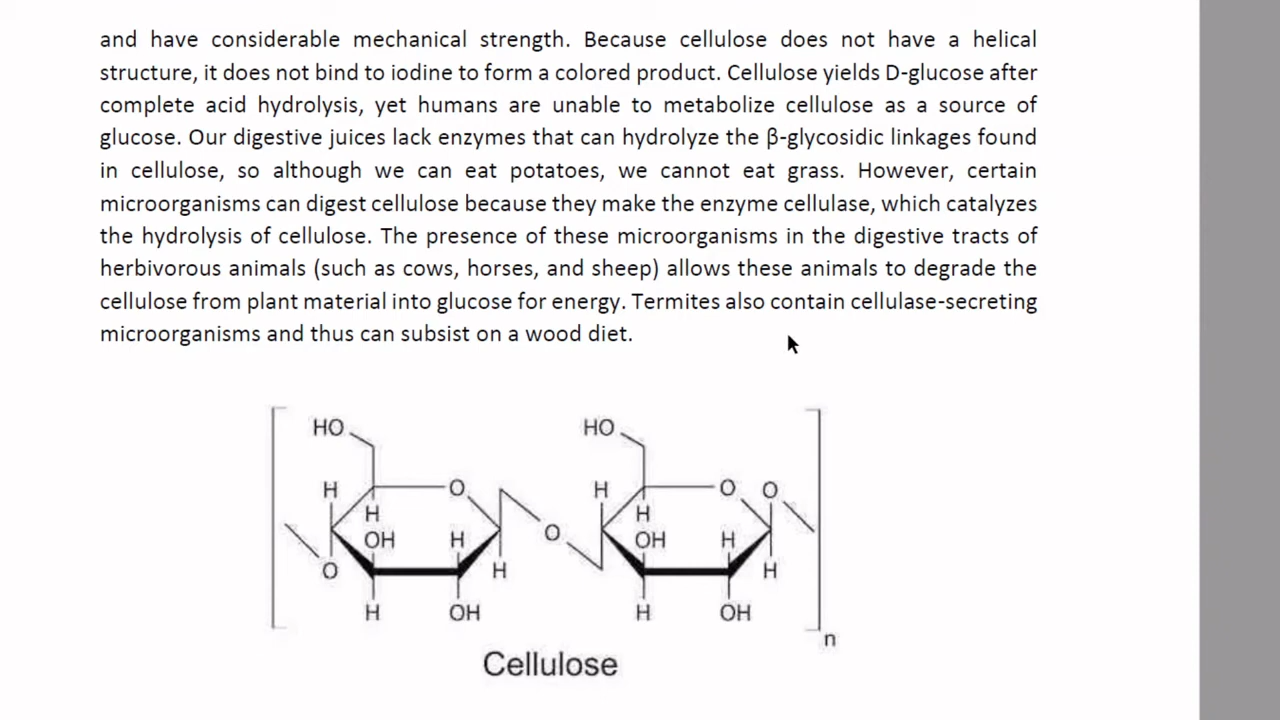 and have considerable mechanical strength. Because cellulose does not have a helical
structure, it does not bind to iodine to form a colored product. Cellulose yields D-glucose after
complete acid hydrolysis, yet humans are unable to metabolize cellulose as a source of
glucose. Our digestive juices lack enzymes that can hydrolyze the β-glycosidic linkages found
in cellulose, so although we can eat potatoes, we cannot eat grass. However, certain
microorganisms can digest cellulose because they make the enzyme cellulase, which catalyzes
the hydrolysis of cellulose. The presence of these microorganisms in the digestive tracts of
herbivorous animals (such as cows, horses, and sheep) allows these animals to degrade the
cellulose from plant material into glucose for energy. Termites also contain cellulase-secreting
microorganisms and thus can subsist on a wood diet.
HO HO
H O H O O
H H
OH H O OH H
O H H
H OH H OH
n
Cellulose